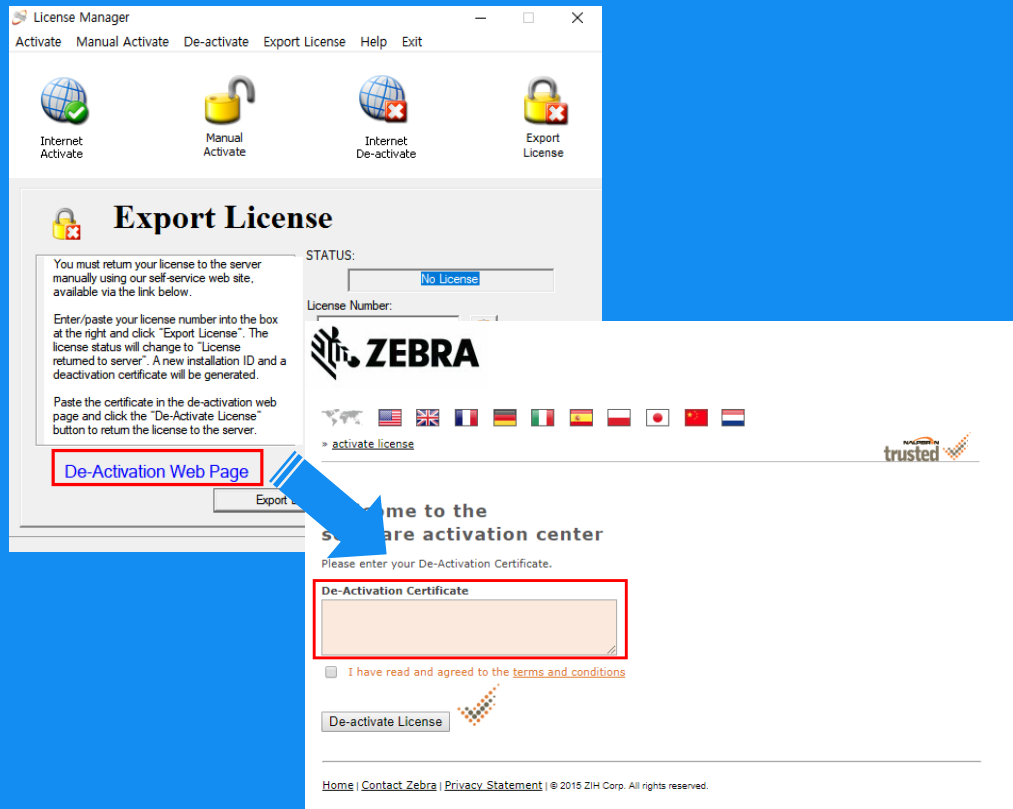 License Manager
Activate Manual Activate De-activate Export License Help Exit
Internet
Activate
Manual
Activate
Internet
De-activate
Export
License
Export License
You must return your license to the server
manually using our self-service web site,
available via the link below.
Enter/paste your license number into the box
at the right and click "Export License". The
license status will change to "License
returned to server". A new installation ID and a
deactivation certificate will be generated.
Paste the certificate in the de-activation web
page and click the "De-Activate License"
button to return the license to the server.
De-Activation Web Page
Export
STATUS:
No License
License Number:
ZEBRA
» activate license
NALPEIRON
trusted
to the
activation center
Please enter your De-Activation Certificate.
De-Activation Certificate
I have read and agreed to the terms and conditions
De-activate License
Home | Contact Zebra | Privacy Statement | © 2015 ZIH Corp. All rights reserved.